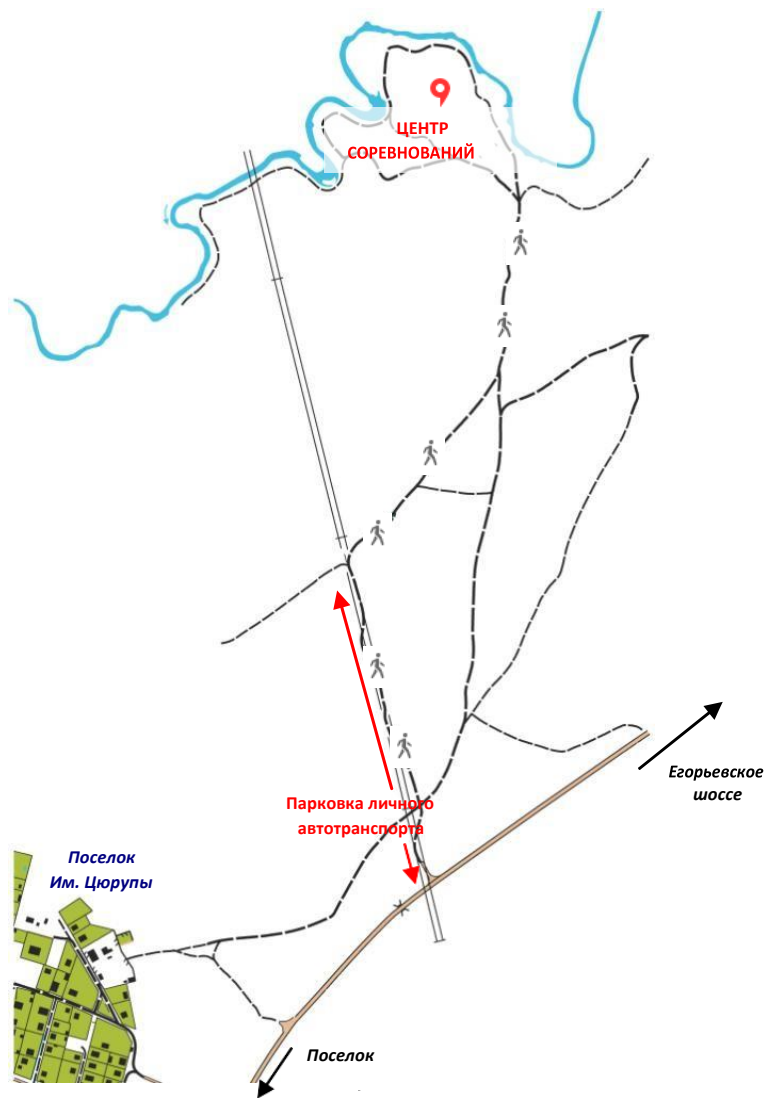 ЦЕНТР
СОРЕВНОВАНИЙ
Егорьевское
шоссе
Парковка личного
автотранспорта
Поселок
Им. Цюрупы
Поселок